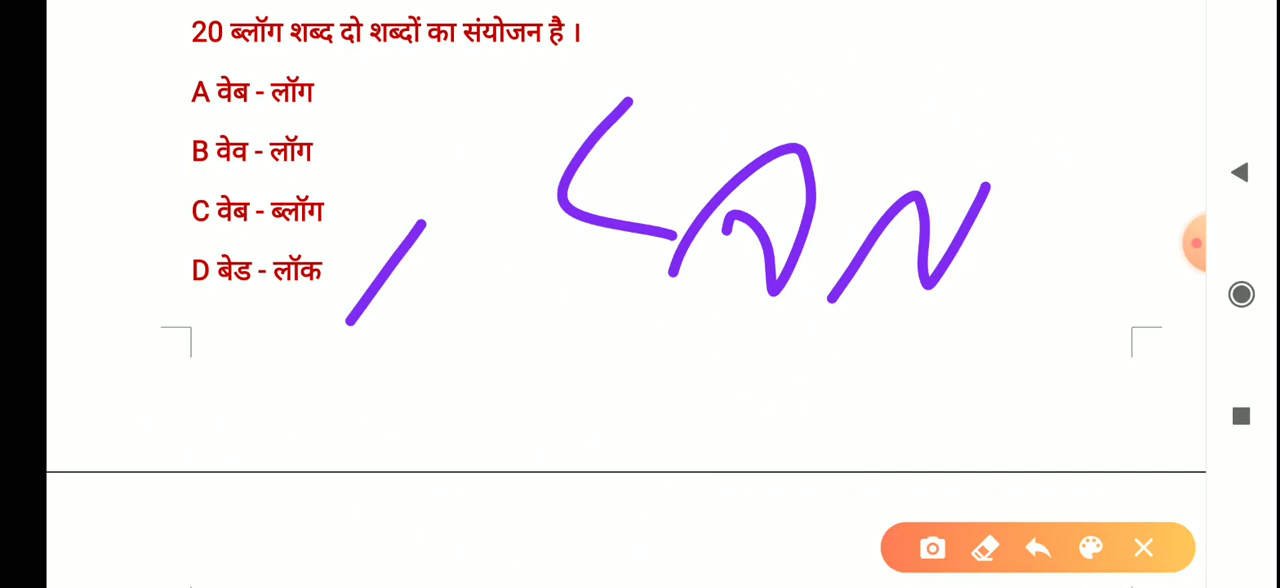 20 ब्लॉग शब्द दो शब्दों का संयोजन है ।
A वेब - लॉग
B वेव - लॉग
C वेब - ब्लॉग
D बेड - लॉक